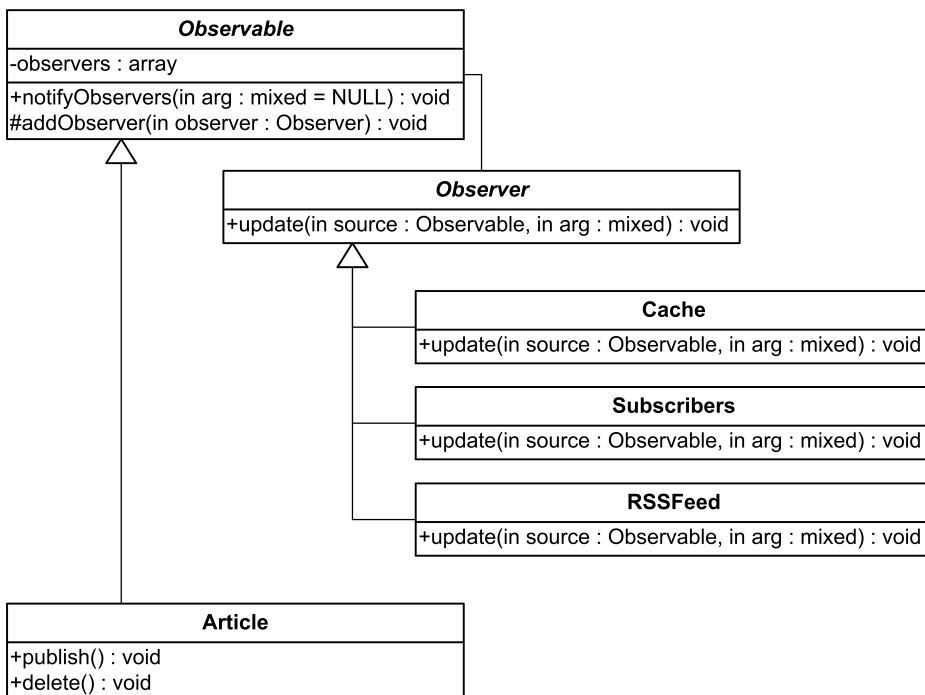 Observable
-observers : array
+notifyObservers(in arg : mixed = NULL) : void
#addObserver(in observer : Observer) : void
Observer
+update(in source : Observable, in arg : mixed) : void
Cache
+update(in source : Observable, in arg : mixed) : void
Subscribers
+update(in source : Observable, in arg : mixed) : void
RSSFeed
+update(in source : Observable, in arg : mixed) : void
Article
+publish() : void
+delete() : void